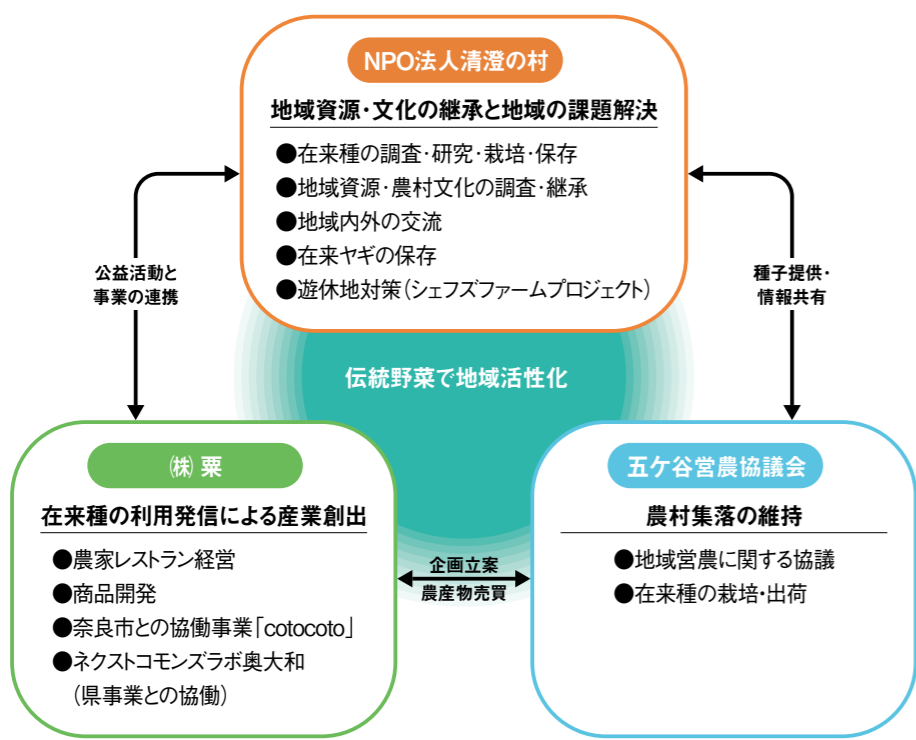 NPO法人清澄の村
地域資源・文化の継承と地域の課題解決
●在来種の調査・研究・栽培・保存
●地域資源・農村文化の調査・継承
●地域内外の交流
●在来ヤギの保存
●遊休地対策(シェフズファームプロジェクト)
公益活動と
事業の連携
種子提供・
情報共有
伝統野菜で地域活性化
㈱ 粟
在来種の利用発信による産業創出
●農家レストラン経営
●商品開発
●奈良市との協働事業「cotocoto」
●ネクストコモンズラボ奥大和
(県事業との協働)
企画立案
農産物売買
五ケ谷営農協議会
農村集落の維持
●地域営農に関する協議
●在来種の栽培・出荷